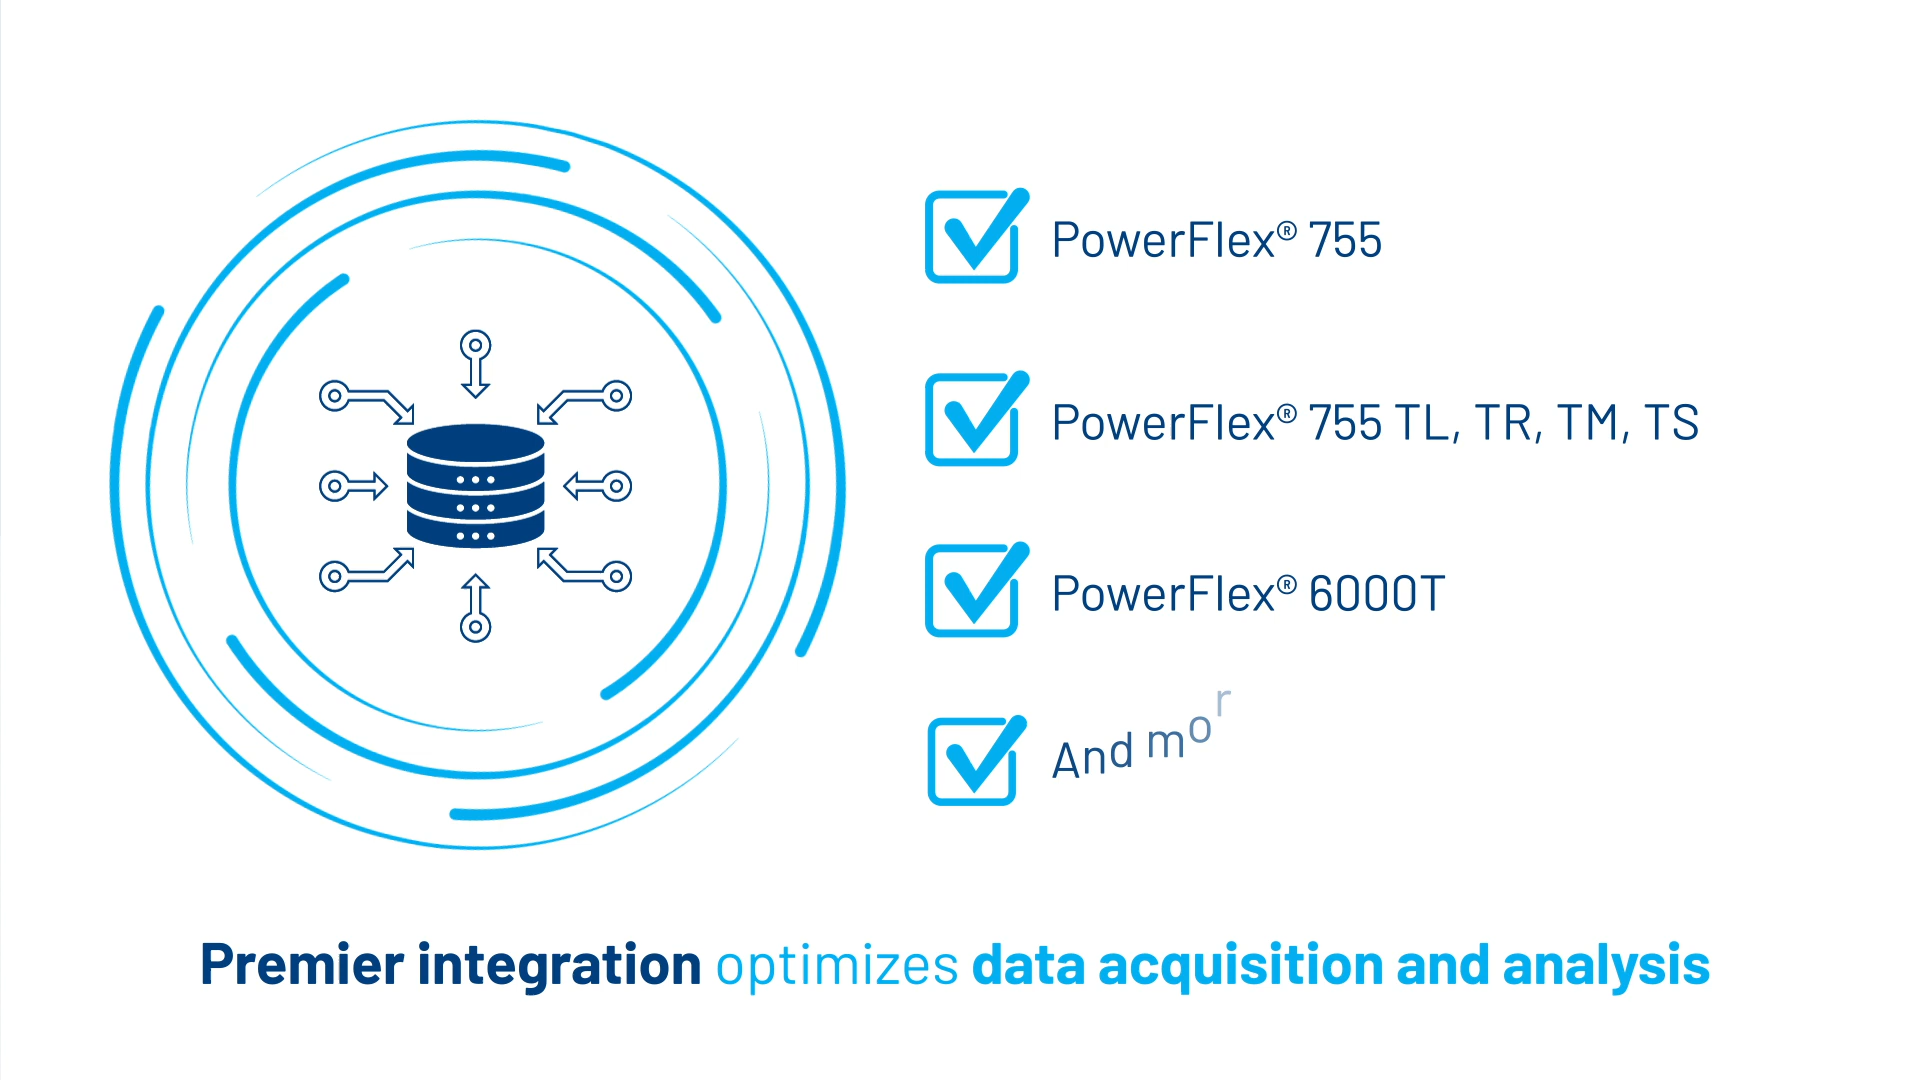 PowerFlex® 755
PowerFlex® 755 TL, TR, TM, TS
PowerFlex® 6000T
And mor
Premier integration optimizes data acquisition and analysis